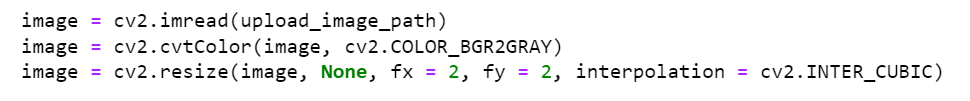 image = cv2.imread(upload_image_path)
image = cv2.cvtColor(image, cv2.COLOR_BGR2GRAY)
image = cv2.resize(image, None, fx = 2, fy = 2, interpolation = cv2.INTER_CUBIC)